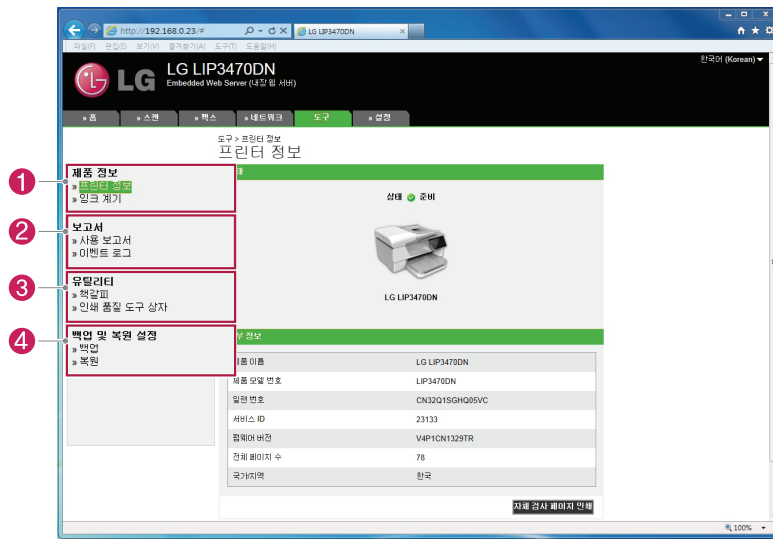 http://192.168.0.23/#
LG LIP3470DN
파일(F) 편집(E) 보기(V) 즐겨찾기(A) 도구(T) 도움말(H)
한국어 (Korean)
LG
LG LIP3470DN
Embedded Web Server (내장 웹 서버)
» 홈
» 스캔
» 팩스
» 네트워크
도구
» 설정
도구 > 프린터 정보
프린터 정보
1
제품 정보
» 프린터 정보
» 잉크 계기
2
보고서
» 사용 보고서
» 이벤트 로그
3
유틸리티
» 책갈피
» 인쇄 품질 도구 상자
4
백업 및 복원 설정
» 백업
» 복원
상태 준비
LG LIP3470DN
부 정보
품 이름 LG LIP3470DN
제품 모델 번호 LIP3470DN
일련 번호 CN32Q1SGHQ05VC
서비스 ID 23133
펌웨어 버전 V4P1CN1329TR
전체 페이지 수 78
국가/지역 한국
자체 검사 페이지 인쇄
100%